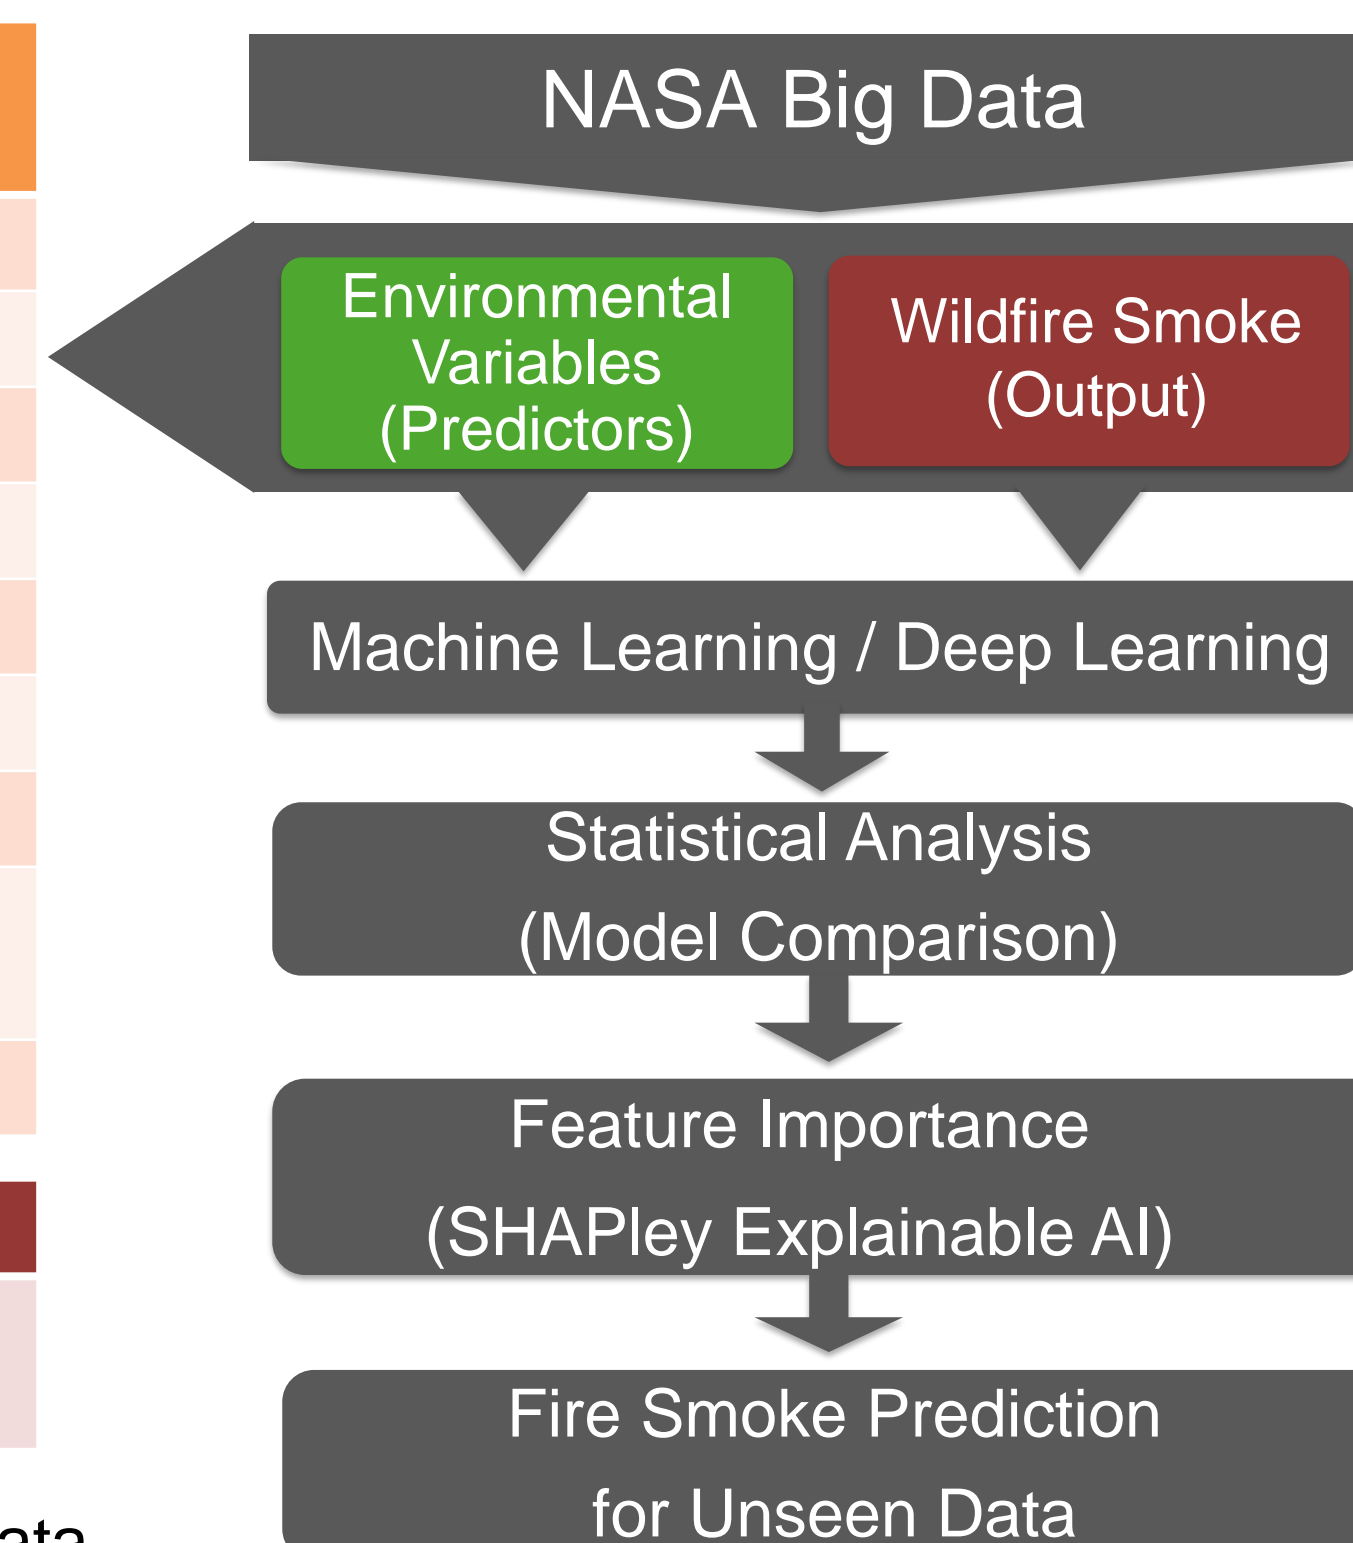 NASA Big Data
Environmental
Variables
(Predictors)
Wildfire Smoke
(Output)
Machine Learning / Deep Learning
Statistical Analysis
(Model Comparison)
Feature Importance
(SHAPley Explainable AI)
Fire Smoke Prediction
for Unseen Data